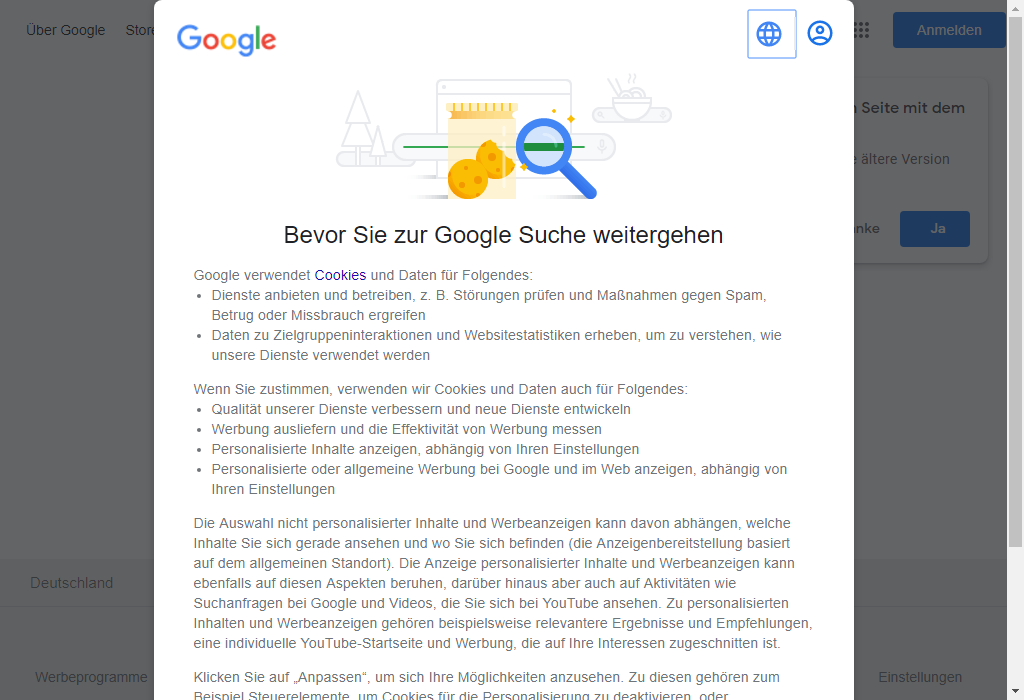 Über Google Store
Google
Anmelden
Seite mit dem
ältere Version
Ja
Bevor Sie zur Google Suche weitergehen
Google verwendet Cookies und Daten für Folgendes:
• Dienste anbieten und betreiben, z. B. Störungen prüfen und Maßnahmen gegen Spam,
Betrug oder Missbrauch ergreifen
• Daten zu Zielgruppeninteraktionen und Websitestatistiken erheben, um zu verstehen, wie
unsere Dienste verwendet werden
Wenn Sie zustimmen, verwenden wir Cookies und Daten auch für Folgendes:
• Qualität unserer Dienste verbessern und neue Dienste entwickeln
• Werbung ausliefern und die Effektivität von Werbung messen
• Personalisierte Inhalte anzeigen, abhängig von Ihren Einstellungen
• Personalisierte oder allgemeine Werbung bei Google und im Web anzeigen, abhängig von
Ihren Einstellungen
Die Auswahl nicht personalisierter Inhalte und Werbeanzeigen kann davon abhängen, welche
Inhalte Sie sich gerade ansehen und wo Sie sich befinden (die Anzeigenbereitstellung basiert
auf dem allgemeinen Standort). Die Anzeige personalisierter Inhalte und Werbeanzeigen kann
ebenfalls auf diesen Aspekten beruhen, darüber hinaus aber auch auf Aktivitäten wie
Suchanfragen bei Google und Videos, die Sie sich bei YouTube ansehen. Zu personalisierten
Inhalten und Werbeanzeigen gehören beispielsweise relevantere Ergebnisse und Empfehlungen,
eine individuelle YouTube-Startseite und Werbung, die auf Ihre Interessen zugeschnitten ist.
Klicken Sie auf „Anpassen“, um sich Ihre Möglichkeiten anzusehen. Zu diesen gehören zum
Beispiel Steuerelemente, um Cookies für die Personalisierung zu deaktivieren, oder
Deutschland
Werbeprogramme
Einstellungen